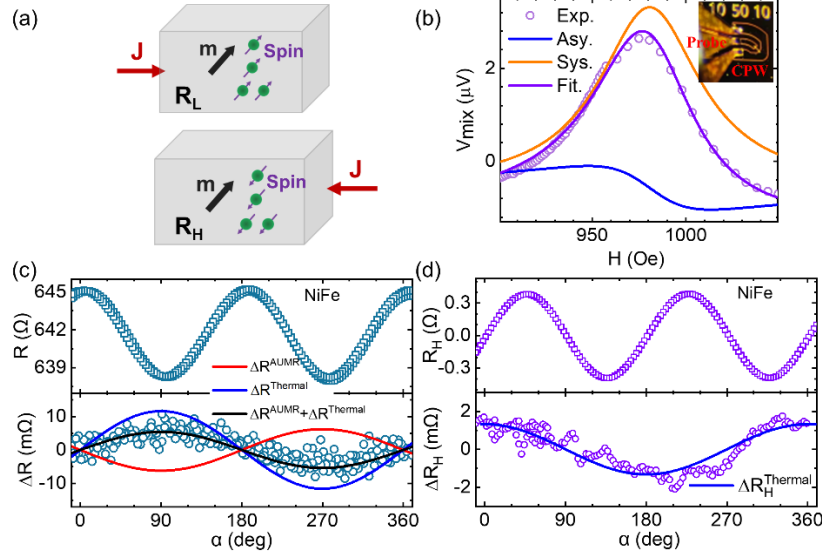 (a)
J
m
Spin
R_L
m
Spin
J
R_H
(b)
Exp.
Asy.
Sys.
Fit.
10 50 10
Probe
CPW
V_mix (μV)
2
0
950 1000
H (Oe)
(c)
NiFe
R (Ω)
645
642
639
ΔR^AUMR
ΔR^Thermal
ΔR^AUMR+ΔR^Thermal
ΔR (mΩ)
10
0
-10
0 90 180 270 360
α (deg)
(d)
NiFe
R_H (Ω)
0.3
0.0
-0.3
ΔR_H (mΩ)
2
0
-2
ΔR_H^Thermal
0 90 180 270 360
α (deg)